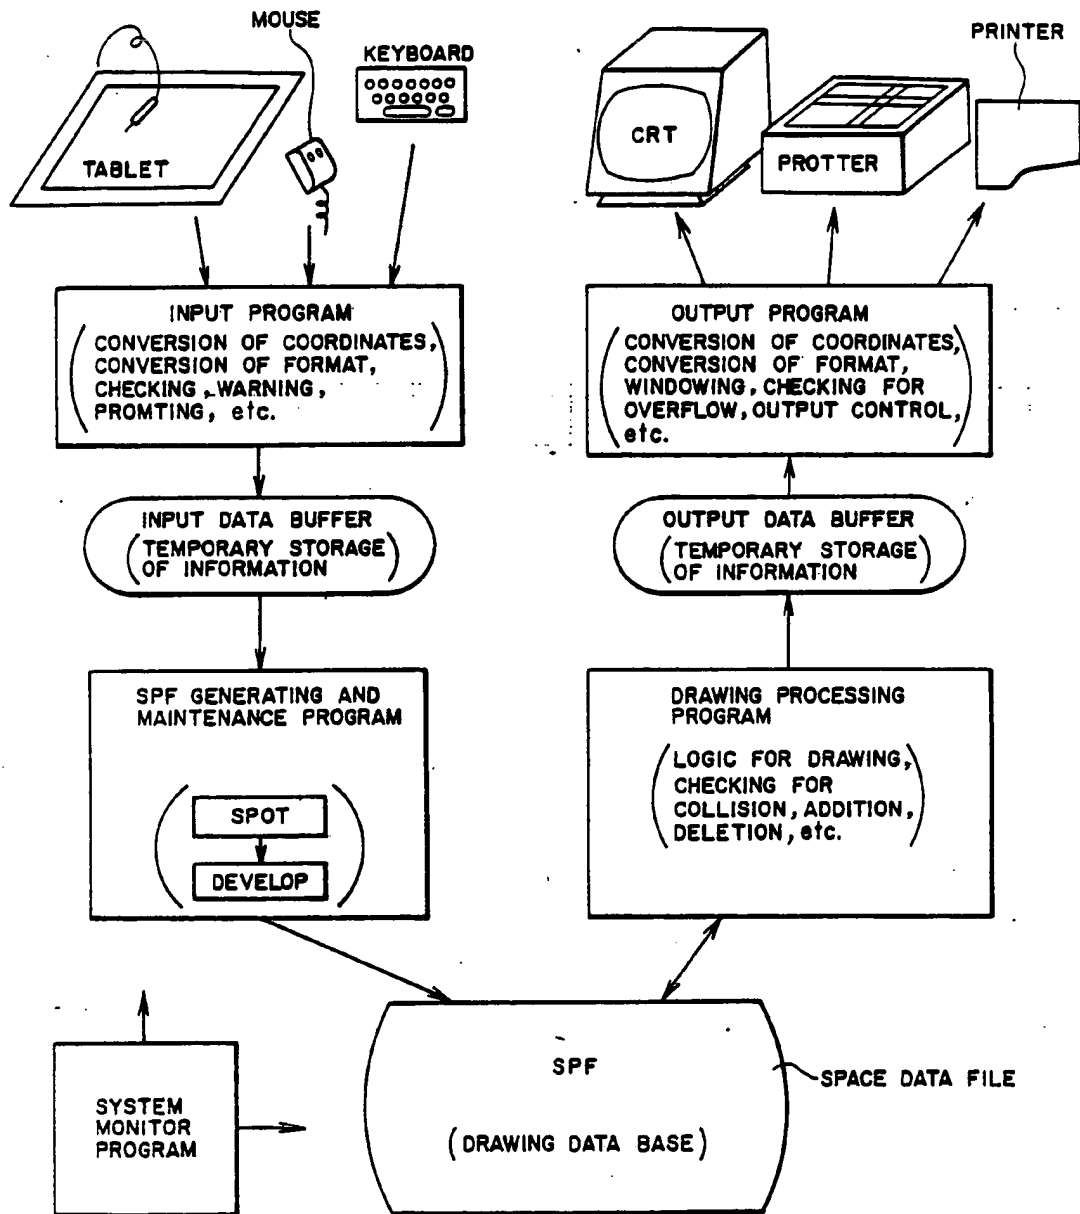 MOUSE
KEYBOARD
TABLET
PRINTER
CRT
PROTTER
INPUT PROGRAM
(CONVERSION OF COORDINATES,
CONVERSION OF FORMAT,
CHECKING, WARNING,
PROMTING, etc.)
INPUT DATA BUFFER
(TEMPORARY STORAGE
OF INFORMATION)
SPF GENERATING AND
MAINTENANCE PROGRAM
SPOT
DEVELOP
OUTPUT PROGRAM
(CONVERSION OF COORDINATES,
CONVERSION OF FORMAT,
WINDOWING, CHECKING FOR
OVERFLOW, OUTPUT CONTROL,
etc.)
OUTPUT DATA BUFFER
(TEMPORARY STORAGE
OF INFORMATION)
DRAWING PROCESSING
PROGRAM
(LOGIC FOR DRAWING,
CHECKING FOR
COLLISION, ADDITION,
DELETION, etc.)
SYSTEM
MONITOR
PROGRAM
SPF
(DRAWING DATA BASE)
SPACE DATA FILE